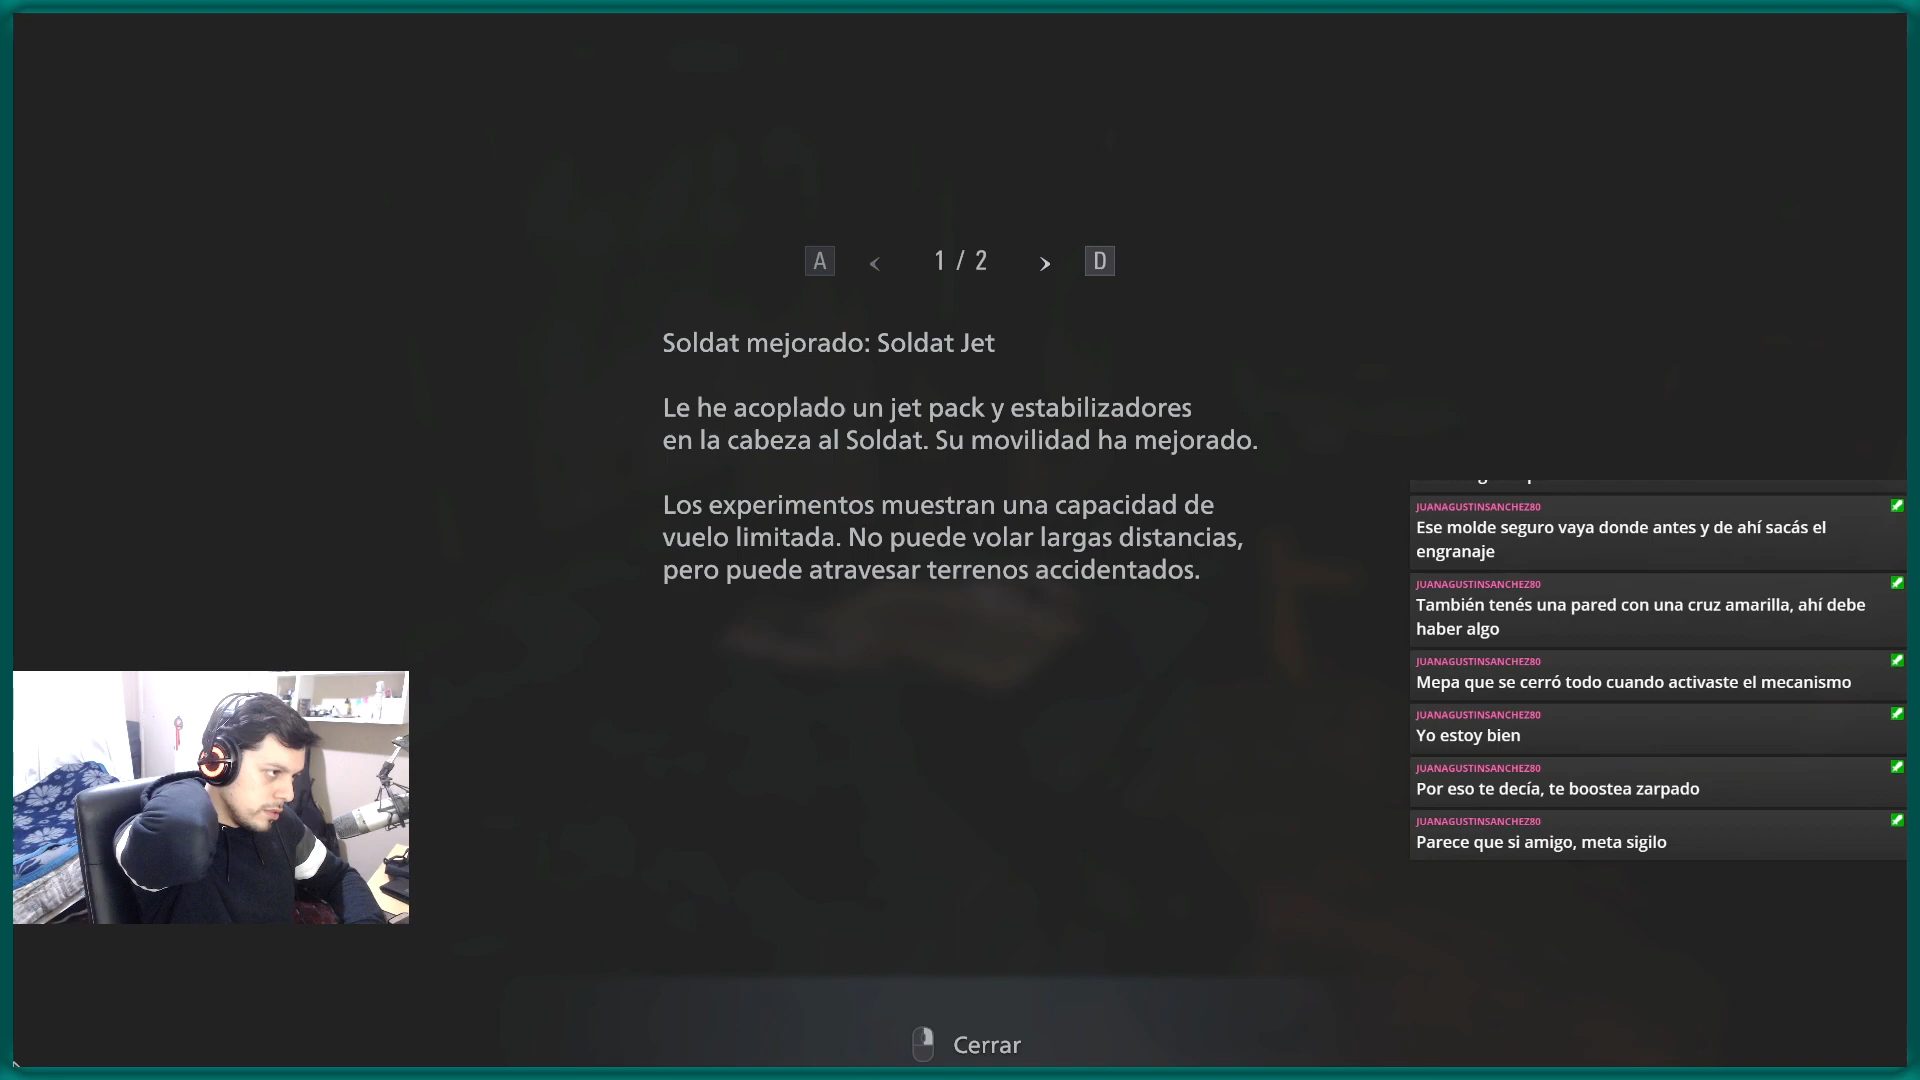 A < 1 / 2 > D
Soldat mejorado: Soldat Jet
Le he acoplado un jet pack y estabilizadores
en la cabeza al Soldat. Su movilidad ha mejorado.
Los experimentos muestran una capacidad de
vuelo limitada. No puede volar largas distancias,
pero puede atravesar terrenos accidentados.
JUANAGUSTINSANCHEZ80
Ese molde seguro vaya donde antes y de ahí sacás el
engranaje
JUANAGUSTINSANCHEZ80
También tenés una pared con una cruz amarilla, ahí debe
haber algo
JUANAGUSTINSANCHEZ80
Mepa que se cerró todo cuando activaste el mecanismo
JUANAGUSTINSANCHEZ80
Yo estoy bien
JUANAGUSTINSANCHEZ80
Por eso te decía, te boostea zarpado
JUANAGUSTINSANCHEZ80
Parece que si amigo, meta sigilo
Cerrar